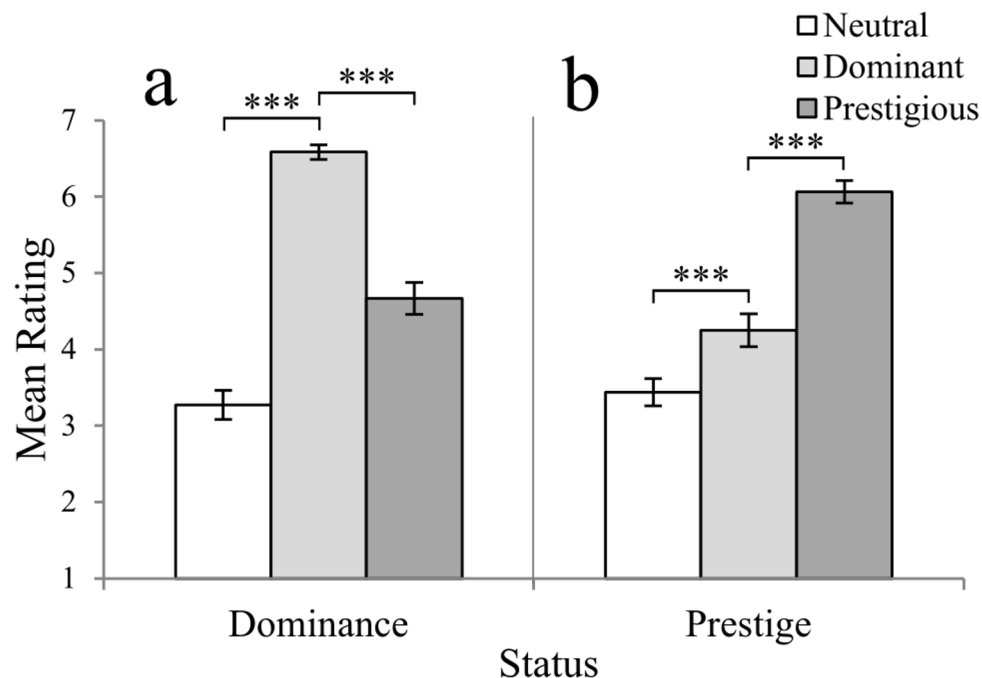 Neutral
Dominant
Prestigious
a
b
***
***
***
***
7
6
5
4
3
2
1
Mean Rating
Dominance
Prestige
Status